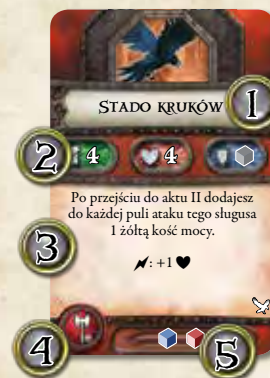 STADO KRUKÓW
1
2
4
4
Po przejściu do aktu II dodajesz
do każdej puli ataku tego sługusa
1 żółtą kość mocy.
3
: +1
4
5